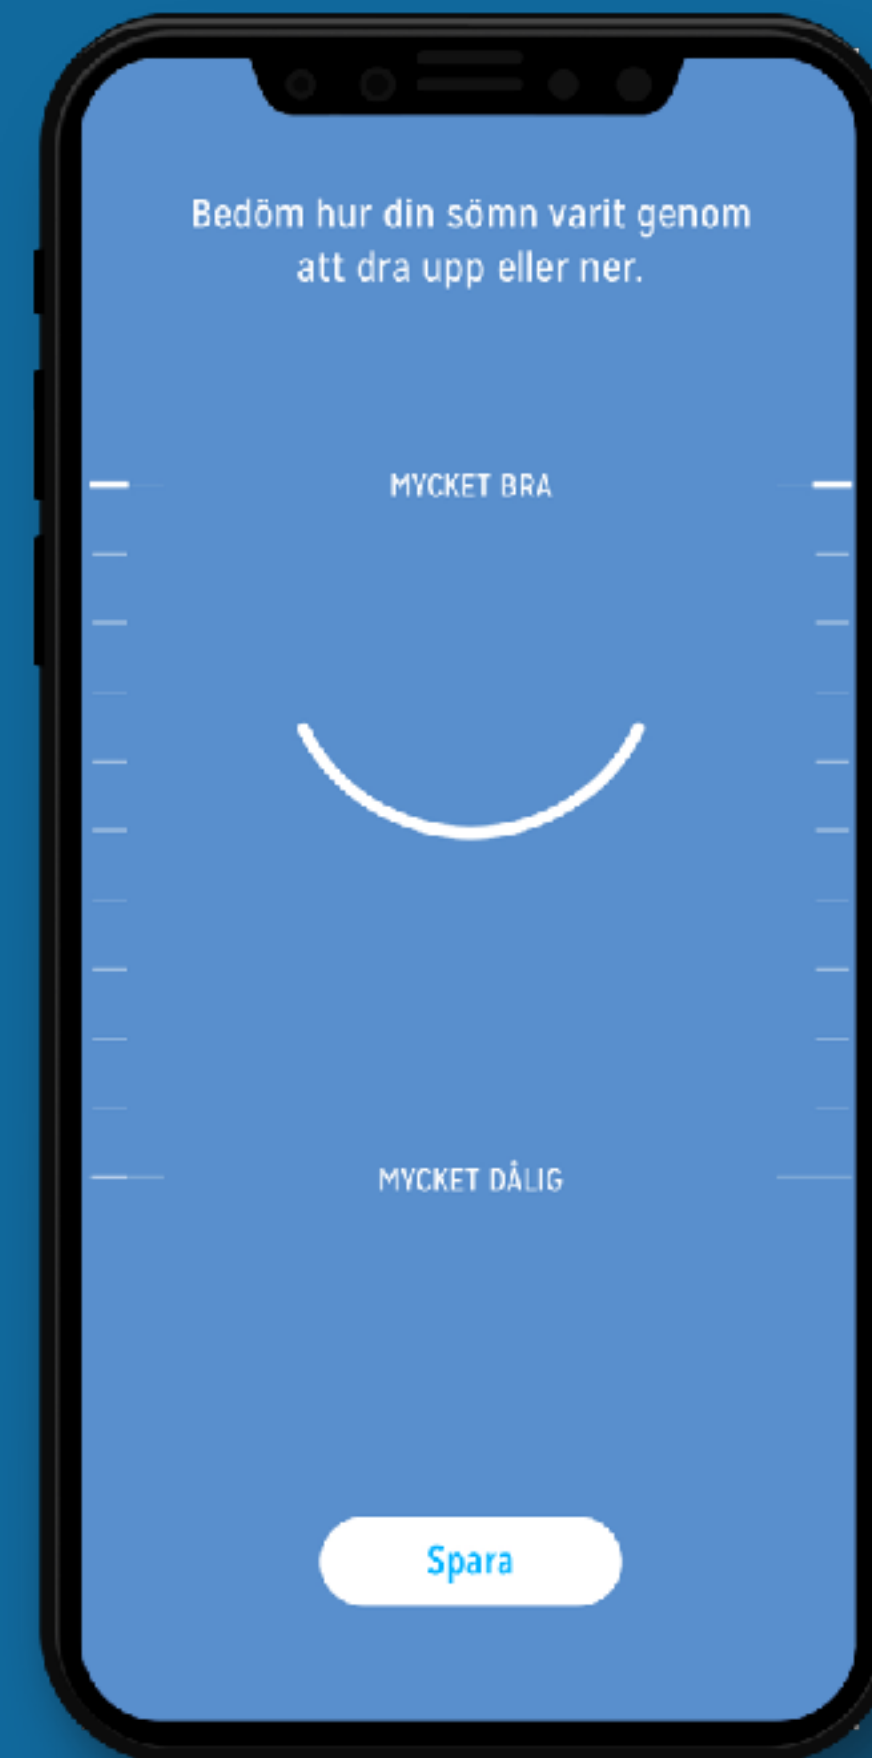 Bedöm hur din sömn varit genom
att dra upp eller ner.
MYCKET BRA
MYCKET DÅLIG
Spara